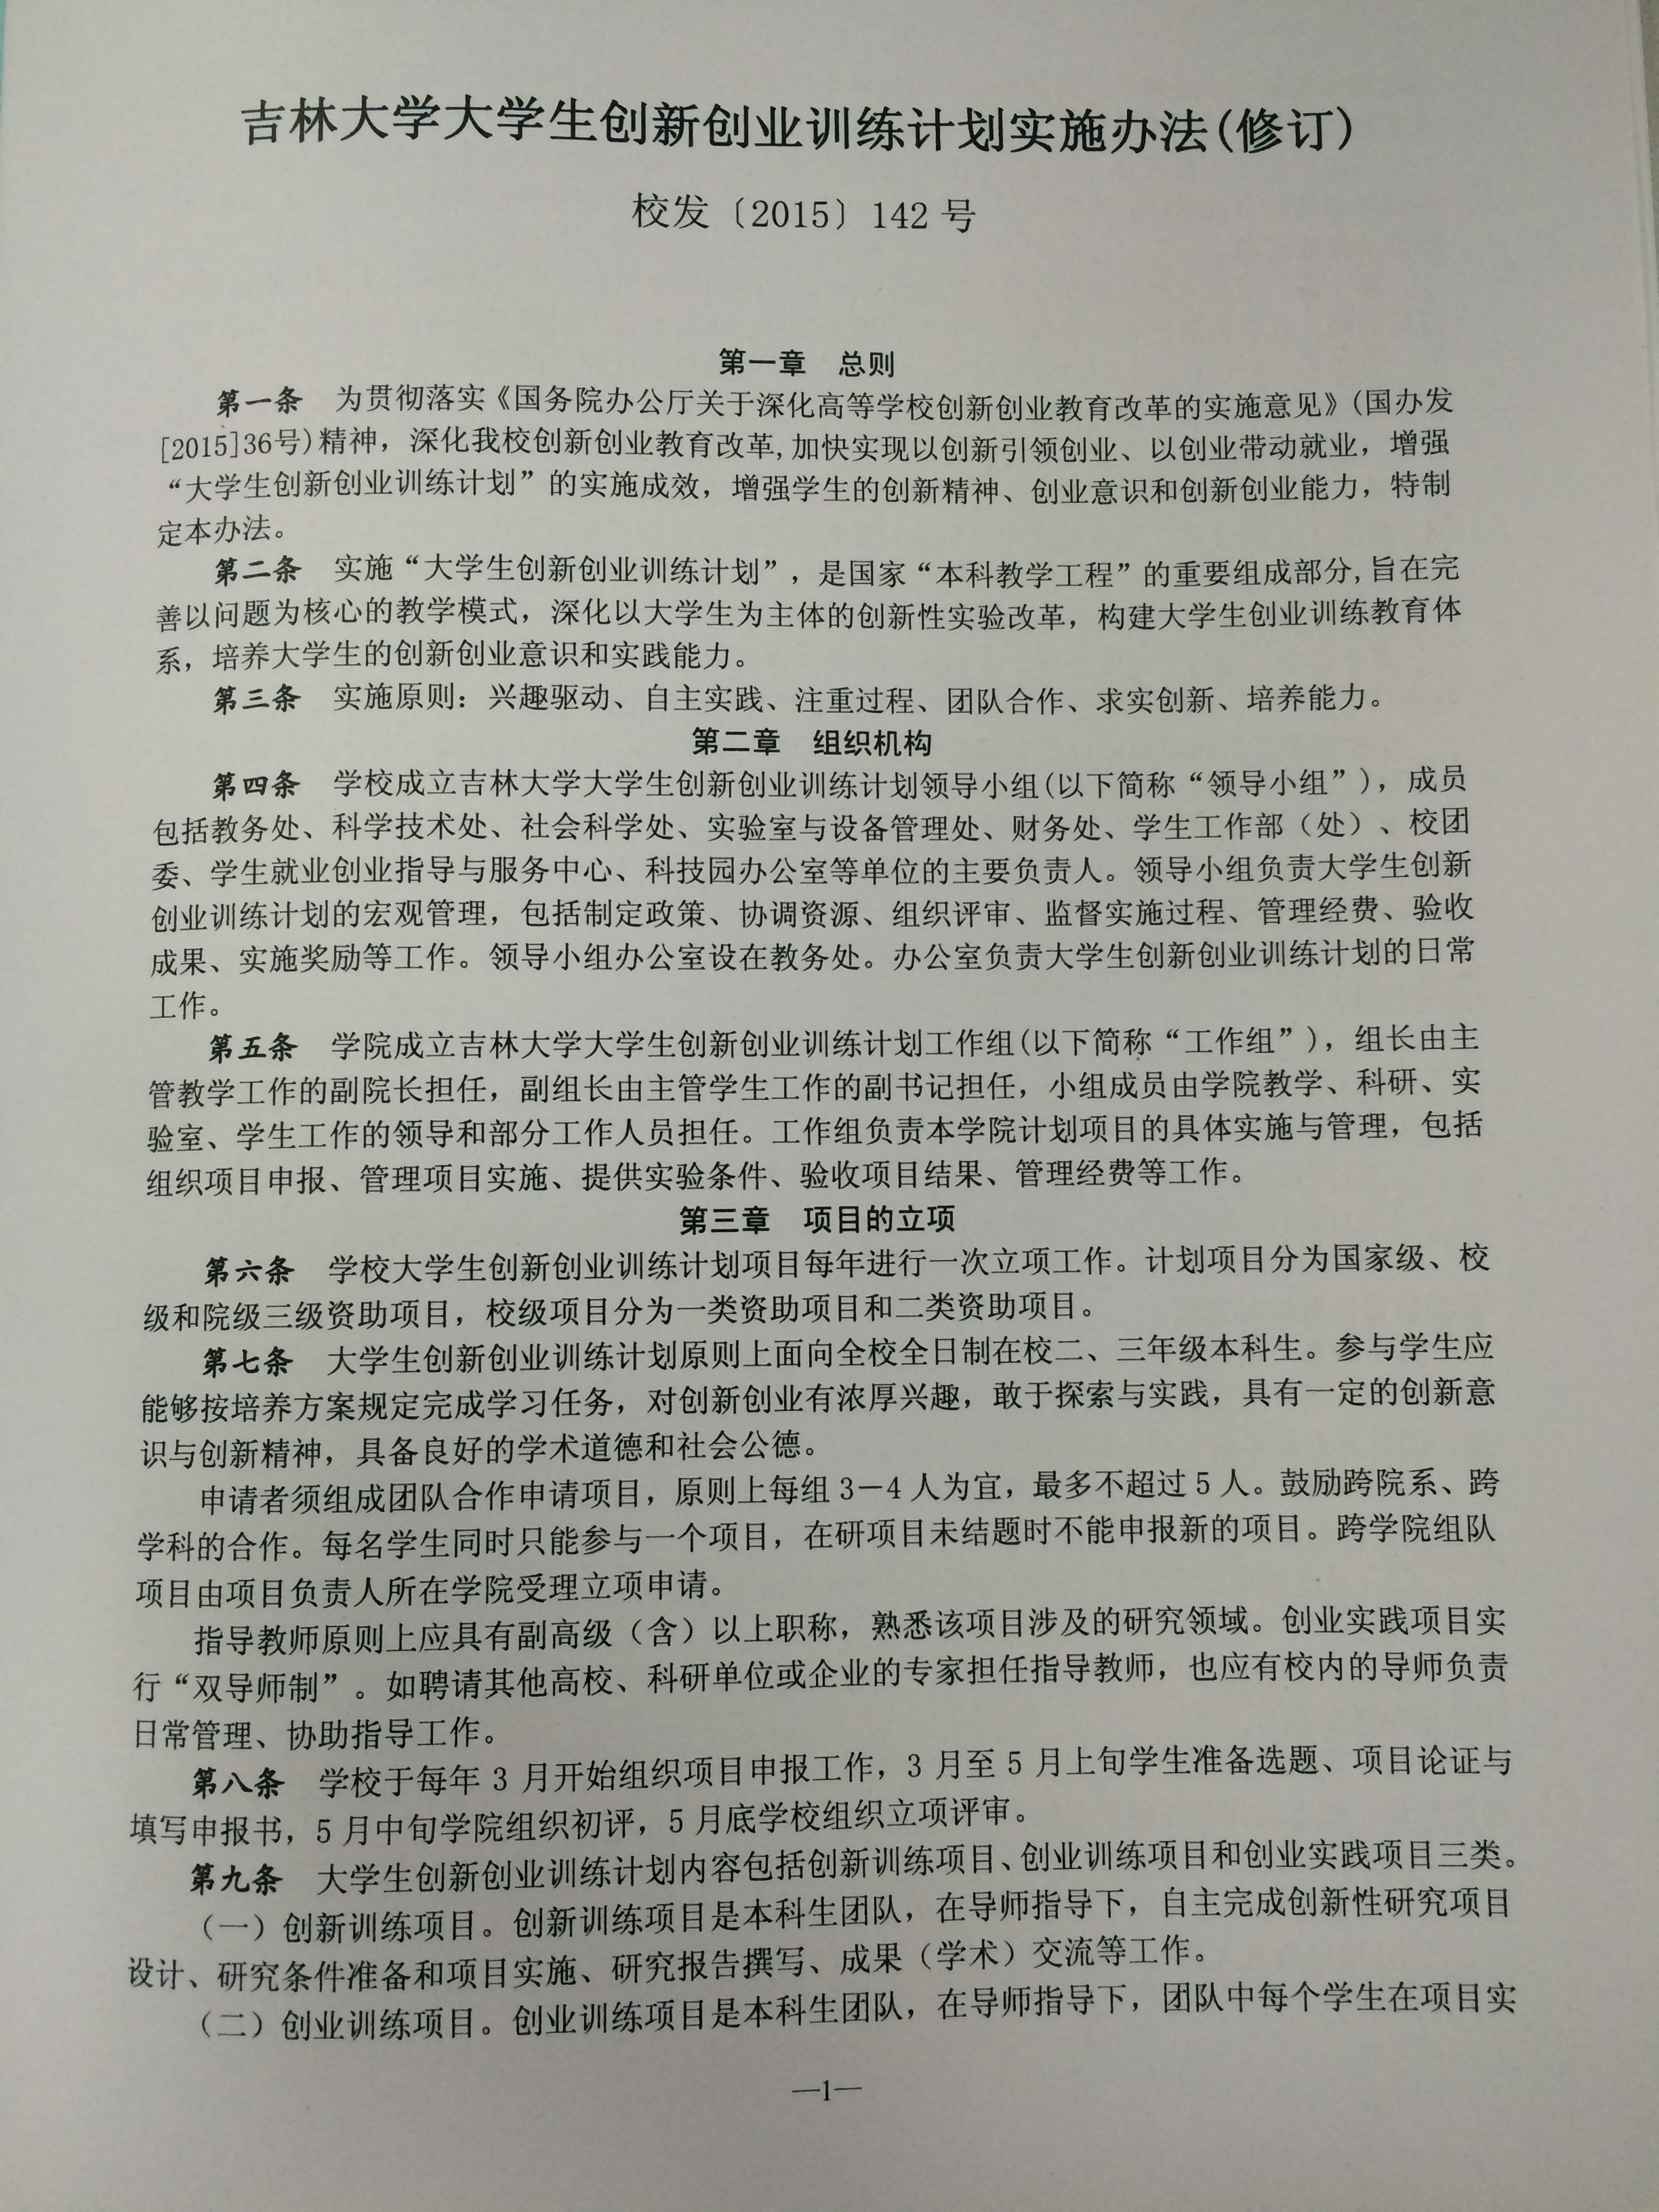 吉林大学大学生创新创业训练计划实施办法(修订)
校发〔2015〕142 号
第一章 总则
第一条 为贯彻落实《国务院办公厅关于深化高等学校创新创业教育改革的实施意见》(国办发
[2015]36号)精神，深化我校创新创业教育改革,加快实现以创新引领创业、以创业带动就业，增强
“大学生创新创业训练计划”的实施成效，增强学生的创新精神、创业意识和创新创业能力，特制
定本办法。
第二条 实施“大学生创新创业训练计划”，是国家“本科教学工程”的重要组成部分,旨在完
善以问题为核心的教学模式，深化以大学生为主体的创新性实验改革，构建大学生创业训练教育体
系，培养大学生的创新创业意识和实践能力。
第三条 实施原则：兴趣驱动、自主实践、注重过程、团队合作、求实创新、培养能力。
第二章 组织机构
第四条 学校成立吉林大学大学生创新创业训练计划领导小组(以下简称“领导小组”)，成员
包括教务处、科学技术处、社会科学处、实验室与设备管理处、财务处、学生工作部（处）、校团
委、学生就业创业指导与服务中心、科技园办公室等单位的主要负责人。领导小组负责大学生创新
创业训练计划的宏观管理，包括制定政策、协调资源、组织评审、监督实施过程、管理经费、验收
成果、实施奖励等工作。领导小组办公室设在教务处。办公室负责大学生创新创业训练计划的日常
工作。
第五条 学院成立吉林大学大学生创新创业训练计划工作组(以下简称“工作组”)，组长由主
管教学工作的副院长担任，副组长由主管学生工作的副书记担任，小组成员由学院教学、科研、实
验室、学生工作的领导和部分工作人员担任。工作组负责本学院计划项目的具体实施与管理，包括
组织项目申报、管理项目实施、提供实验条件、验收项目结果、管理经费等工作。
第三章 项目的立项
第六条 学校大学生创新创业训练计划项目每年进行一次立项工作。计划项目分为国家级、校
级和院级三级资助项目，校级项目分为一类资助项目和二类资助项目。
第七条 大学生创新创业训练计划原则上面向全校全日制在校二、三年级本科生。参与学生应
能够按培养方案规定完成学习任务，对创新创业有浓厚兴趣，敢于探索与实践，具有一定的创新意
识与创新精神，具备良好的学术道德和社会公德。
申请者须组成团队合作申请项目，原则上每组 3—4 人为宜，最多不超过 5 人。鼓励跨院系、跨
学科的合作。每名学生同时只能参与一个项目，在研项目未结题时不能申报新的项目。跨学院组队
项目由项目负责人所在学院受理立项申请。
指导教师原则上应具有副高级（含）以上职称，熟悉该项目涉及的研究领域。创业实践项目实
行“双导师制”。如聘请其他高校、科研单位或企业的专家担任指导教师，也应有校内的导师负责
日常管理、协助指导工作。
第八条 学校于每年 3 月开始组织项目申报工作，3 月至 5 月上旬学生准备选题、项目论证与
填写申报书，5 月中旬学院组织初评，5 月底学校组织立项评审。
第九条 大学生创新创业训练计划内容包括创新训练项目、创业训练项目和创业实践项目三类。
（一）创新训练项目。创新训练项目是本科生团队，在导师指导下，自主完成创新性研究项目
设计、研究条件准备和项目实施、研究报告撰写、成果（学术）交流等工作。
（二）创业训练项目。创业训练项目是本科生团队，在导师指导下，团队中每个学生在项目实
—1—